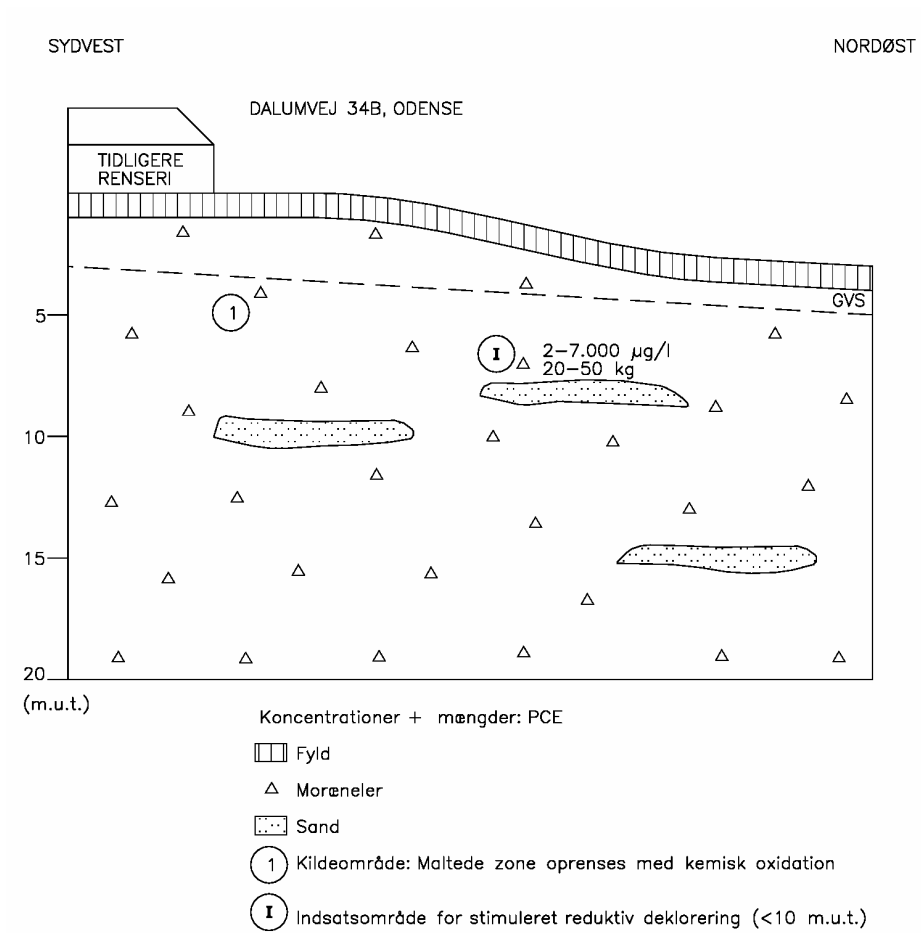 SYDVEST
NORDØST
DALUMVEJ 34B, ODENSE
TIDLIGERE
RENSERI
GVS
5
1
I
2–7.000 µg/l
20–50 kg
10
15
20
(m.u.t.)
Koncentrationer + mængder: PCE
Fyld
Moræneler
Sand
1 Kildeområde: Maltede zone oprenses med kemisk oxidation
I Indsatsområde for stimuleret reduktiv deklorering (<10 m.u.t.)